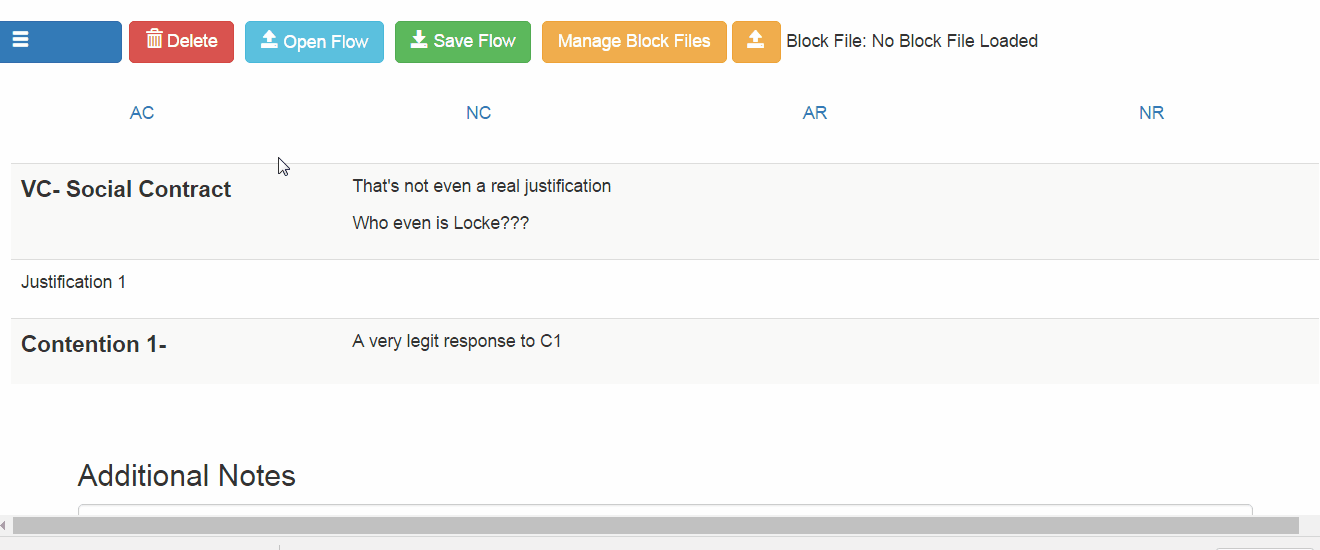 Delete Open Flow Save Flow Manage Block Files Block File: No Block File Loaded
AC NC AR NR
VC- Social Contract That's not even a real justification
Who even is Locke???
Justification 1
Contention 1- A very legit response to C1
Additional Notes